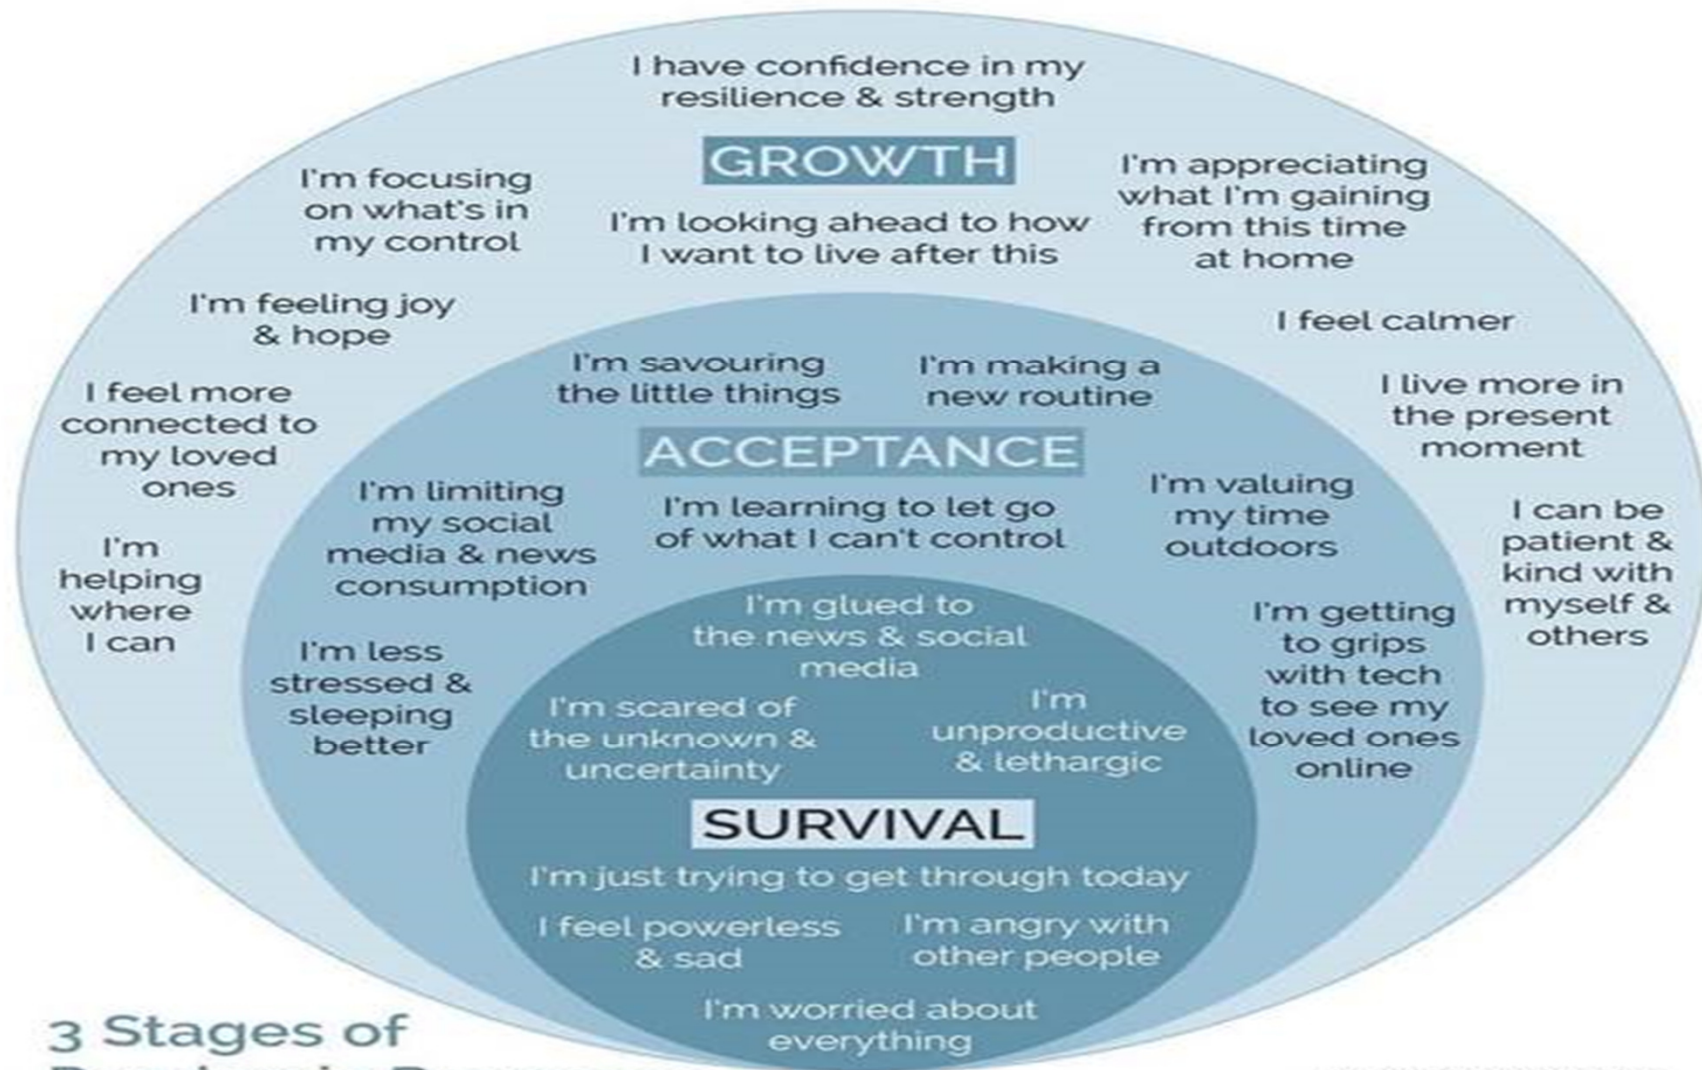 I have confidence in my
resilience & strength
GROWTH
I'm focusing
on what's in
my control
I'm looking ahead to how
I want to live after this
I'm appreciating
what I'm gaining
from this time
at home
I'm feeling joy
& hope
I feel calmer
I feel more
connected to
my loved
ones
I live more in
the present
moment
I'm
helping
where
I can
I can be
patient &
kind with
myself &
others
I'm savouring
the little things
I'm making a
new routine
ACCEPTANCE
I'm limiting
my social
media & news
consumption
I'm learning to let go
of what I can't control
I'm valuing
my time
outdoors
I'm less
stressed &
sleeping
better
I'm getting
to grips
with tech
to see my
loved ones
online
I'm glued to
the news & social
media
I'm scared of
the unknown &
uncertainty
I'm
unproductive
& lethargic
SURVIVAL
I'm just trying to get through today
I feel powerless
& sad
I'm angry with
other people
I'm worried about
everything
3 Stages of